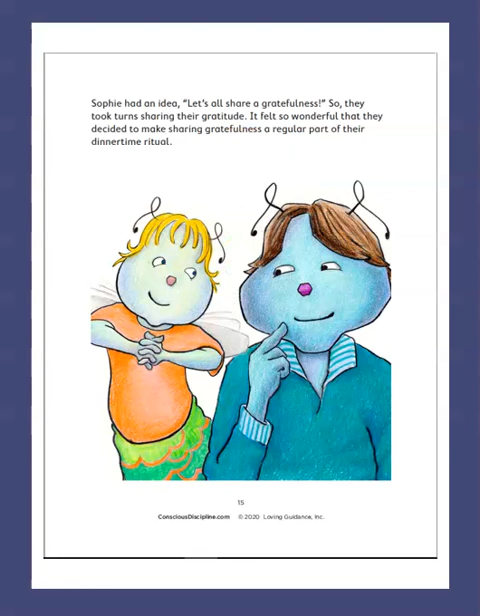 Sophie had an idea, “Let’s all share a gratefulness!” So, they
took turns sharing their gratitude. It felt so wonderful that they
decided to make sharing gratefulness a regular part of their
dinnertime ritual.
15
ConsciousDiscipline.com © 2020 Loving Guidance, Inc.